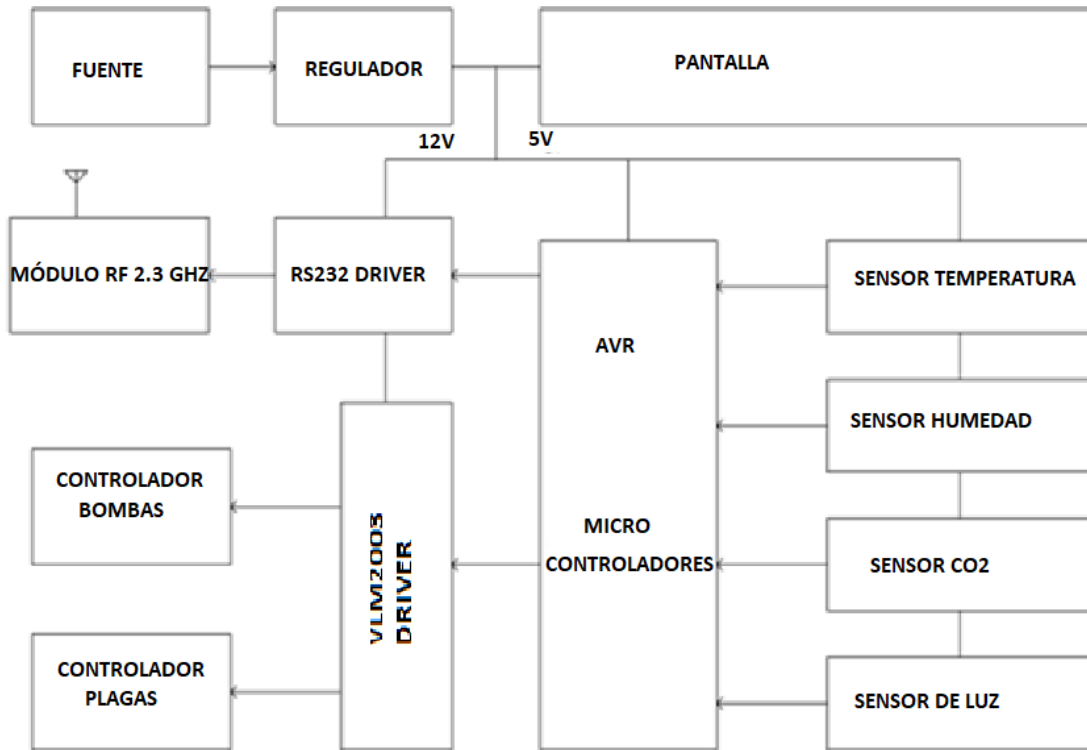 FUENTE
REGULADOR
PANTALLA
12V
5V
MÓDULO RF 2.3 GHZ
RS232 DRIVER
AVR
MICRO
CONTROLADORES
SENSOR TEMPERATURA
SENSOR HUMEDAD
SENSOR CO2
SENSOR DE LUZ
CONTROLADOR
BOMBAS
VLM2003
DRIVER
CONTROLADOR
PLAGAS